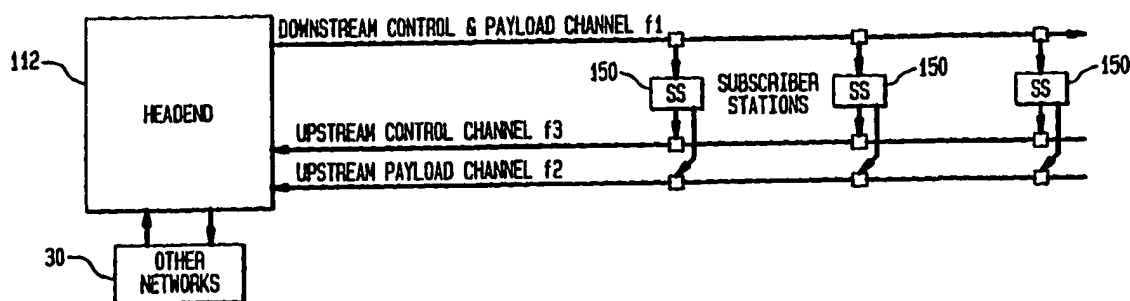 DOWNSTREAM CONTROL & PAYLOAD CHANNEL f1
112
HEADEND
150
SS
SUBSCRIBER
STATIONS
SS
150
SS
150
UPSTREAM CONTROL CHANNEL f3
UPSTREAM PAYLOAD CHANNEL f2
30
OTHER
NETWORKS